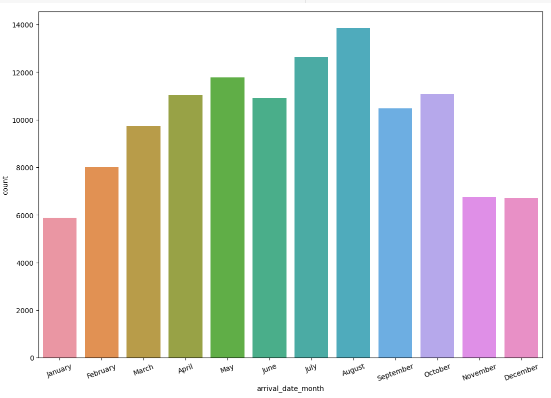 14000
12000
10000
8000
6000
4000
2000
0
count
January February March April May June July August September October November December
arrival_date_month